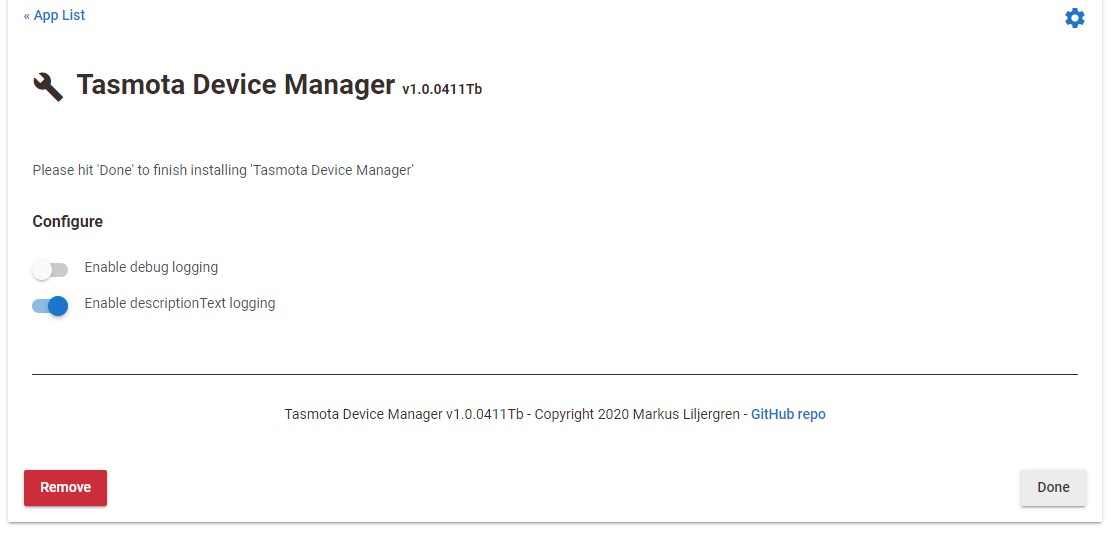 « App List
Tasmota Device Manager v1.0.0411Tb
Please hit 'Done' to finish installing 'Tasmota Device Manager'
Configure
Enable debug logging
Enable descriptionText logging
Tasmota Device Manager v1.0.0411Tb - Copyright 2020 Markus Liljergren - GitHub repo
Remove
Done